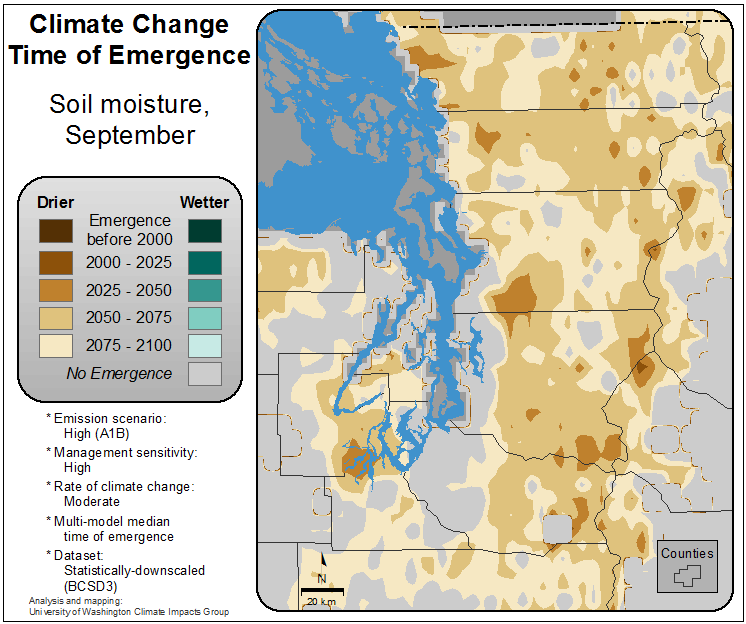 Climate Change
Time of Emergence
Soil moisture,
September
Drier
Wetter
Emergence
before 2000
2000 - 2025
2025 - 2050
2050 - 2075
2075 - 2100
No Emergence
* Emission scenario:
High (A1B)
* Management sensitivity:
High
* Rate of climate change:
Moderate
* Multi-model median
time of emergence
* Dataset:
Statistically-downscaled
(BCSD3)
Analysis and mapping:
University of Washington Climate Impacts Group
N
20 km
Counties